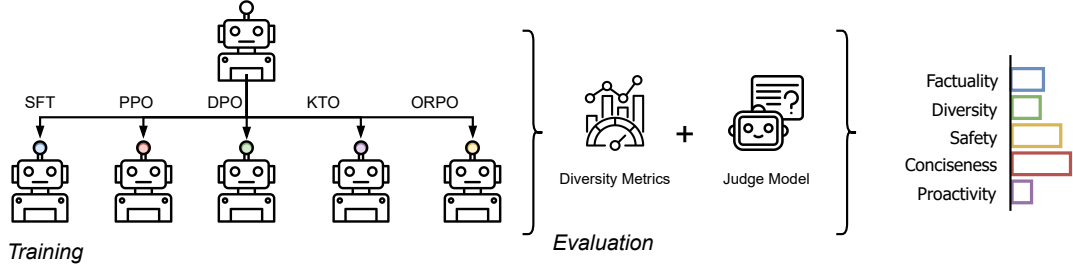 SFT PPO DPO KTO ORPO
Training
Diversity Metrics
+
Judge Model
?
Evaluation
Factuality
Diversity
Safety
Conciseness
Proactivity